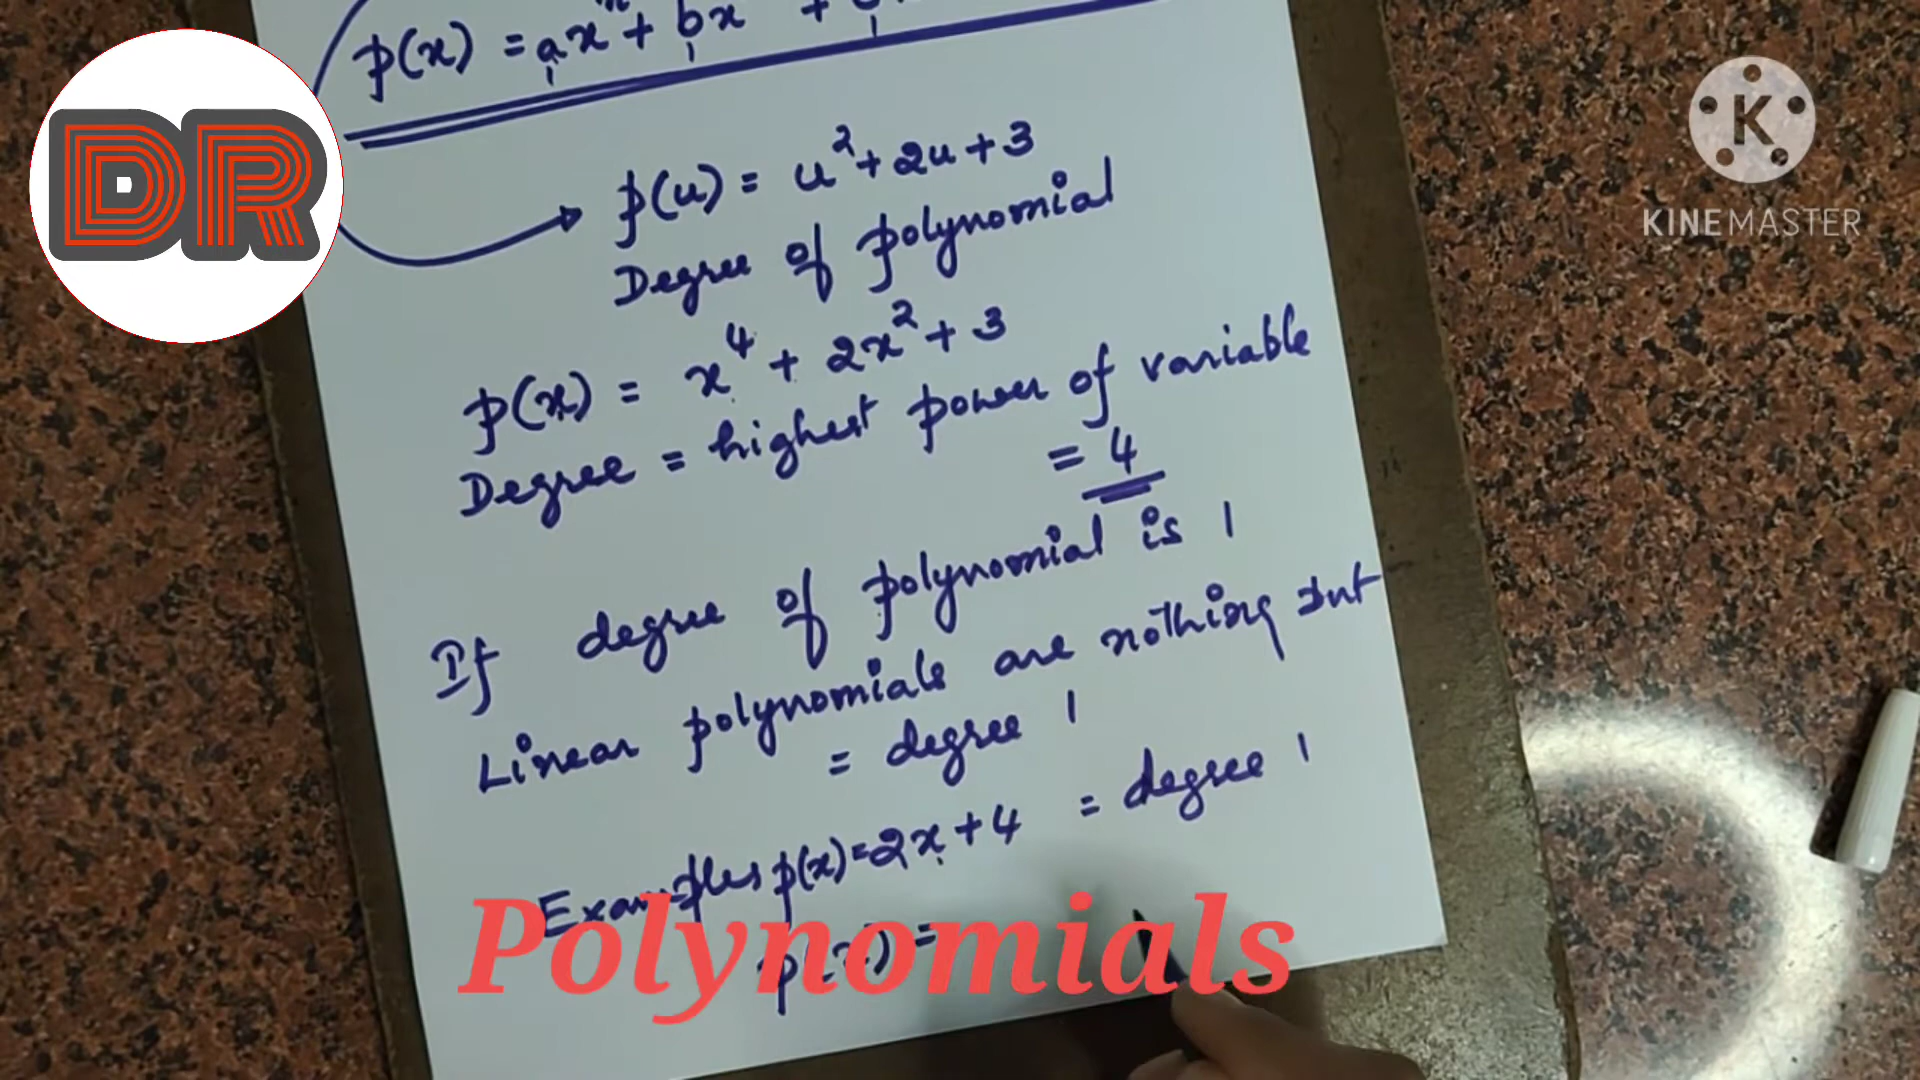 p(x) = axⁿ + bx +
DR
K
KINEMASTER
p(u) = u² + 2u + 3
Degree of polynomial
p(x) = x⁴ + 2x² + 3
Degree = highest power of variable
= 4
If degree of polynomial is 1
Linear polynomials are nothing but
= degree 1
Examples p(x) = 2x + 4 = degree 1
Polynomials